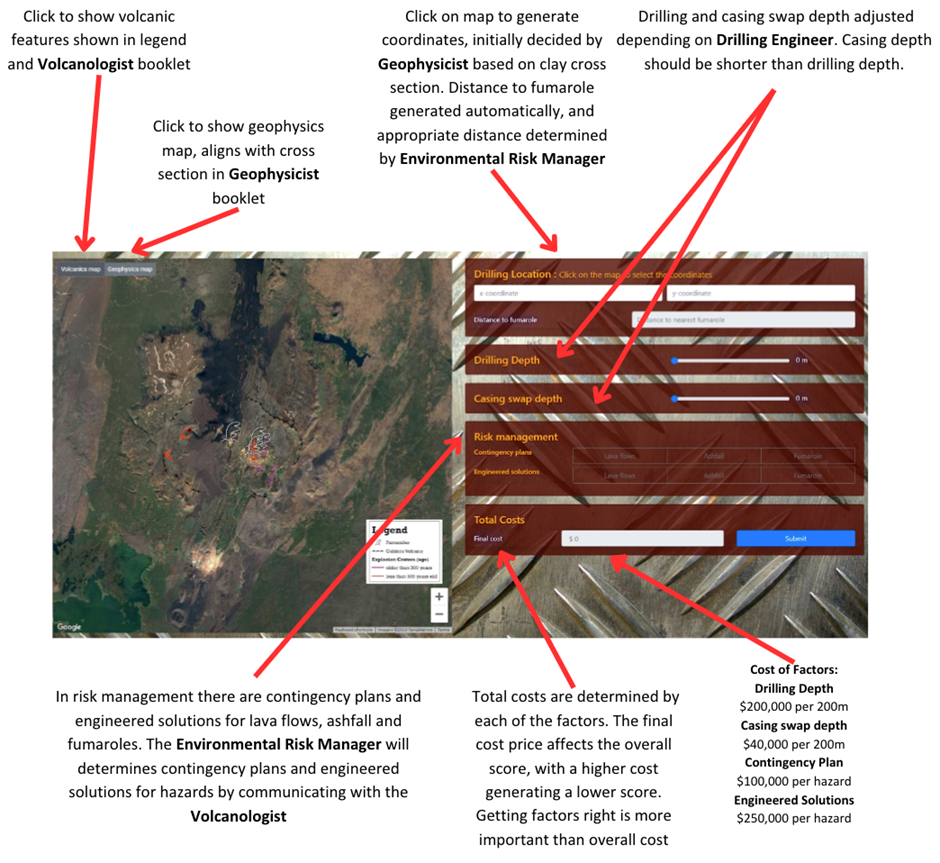 Click to show volcanic
features shown in legend
and Volcanologist booklet
Click to show geophysics
map, aligns with cross
section in Geophysicist
booklet
Click on map to generate
coordinates, initially decided by
Geophysicist based on clay cross
section. Distance to fumarole
generated automatically, and
appropriate distance determined
by Environmental Risk Manager
Drilling and casing swap depth adjusted
depending on Drilling Engineer. Casing depth
should be shorter than drilling depth.
Volcanics map
Geophysics map
Legend
Fumaroles
Caldera Volcano
Explosion Craters (age)
older than 300 years
less than 300 years old
+
−
Google
Drilling Location : Click on the map to select the coordinates
x-coordinate
y-coordinate
Distance to fumarole
Distance to nearest fumarole
Drilling Depth
0 m
Casing swap depth
0 m
Risk management
Contingency plans
Lava flows
Ashfall
Fumarole
Engineered solutions
Lava flows
Ashfall
Fumarole
Total Costs
Final cost
$ 0
Submit
In risk management there are contingency plans and
engineered solutions for lava flows, ashfall and
fumaroles. The Environmental Risk Manager will
determines contingency plans and engineered
solutions for hazards by communicating with the
Volcanologist
Total costs are determined by
each of the factors. The final
cost price affects the overall
score, with a higher cost
generating a lower score.
Getting factors right is more
important than overall cost
Cost of Factors:
Drilling Depth
$200,000 per 200m
Casing swap depth
$40,000 per 200m
Contingency Plan
$100,000 per hazard
Engineered Solutions
$250,000 per hazard